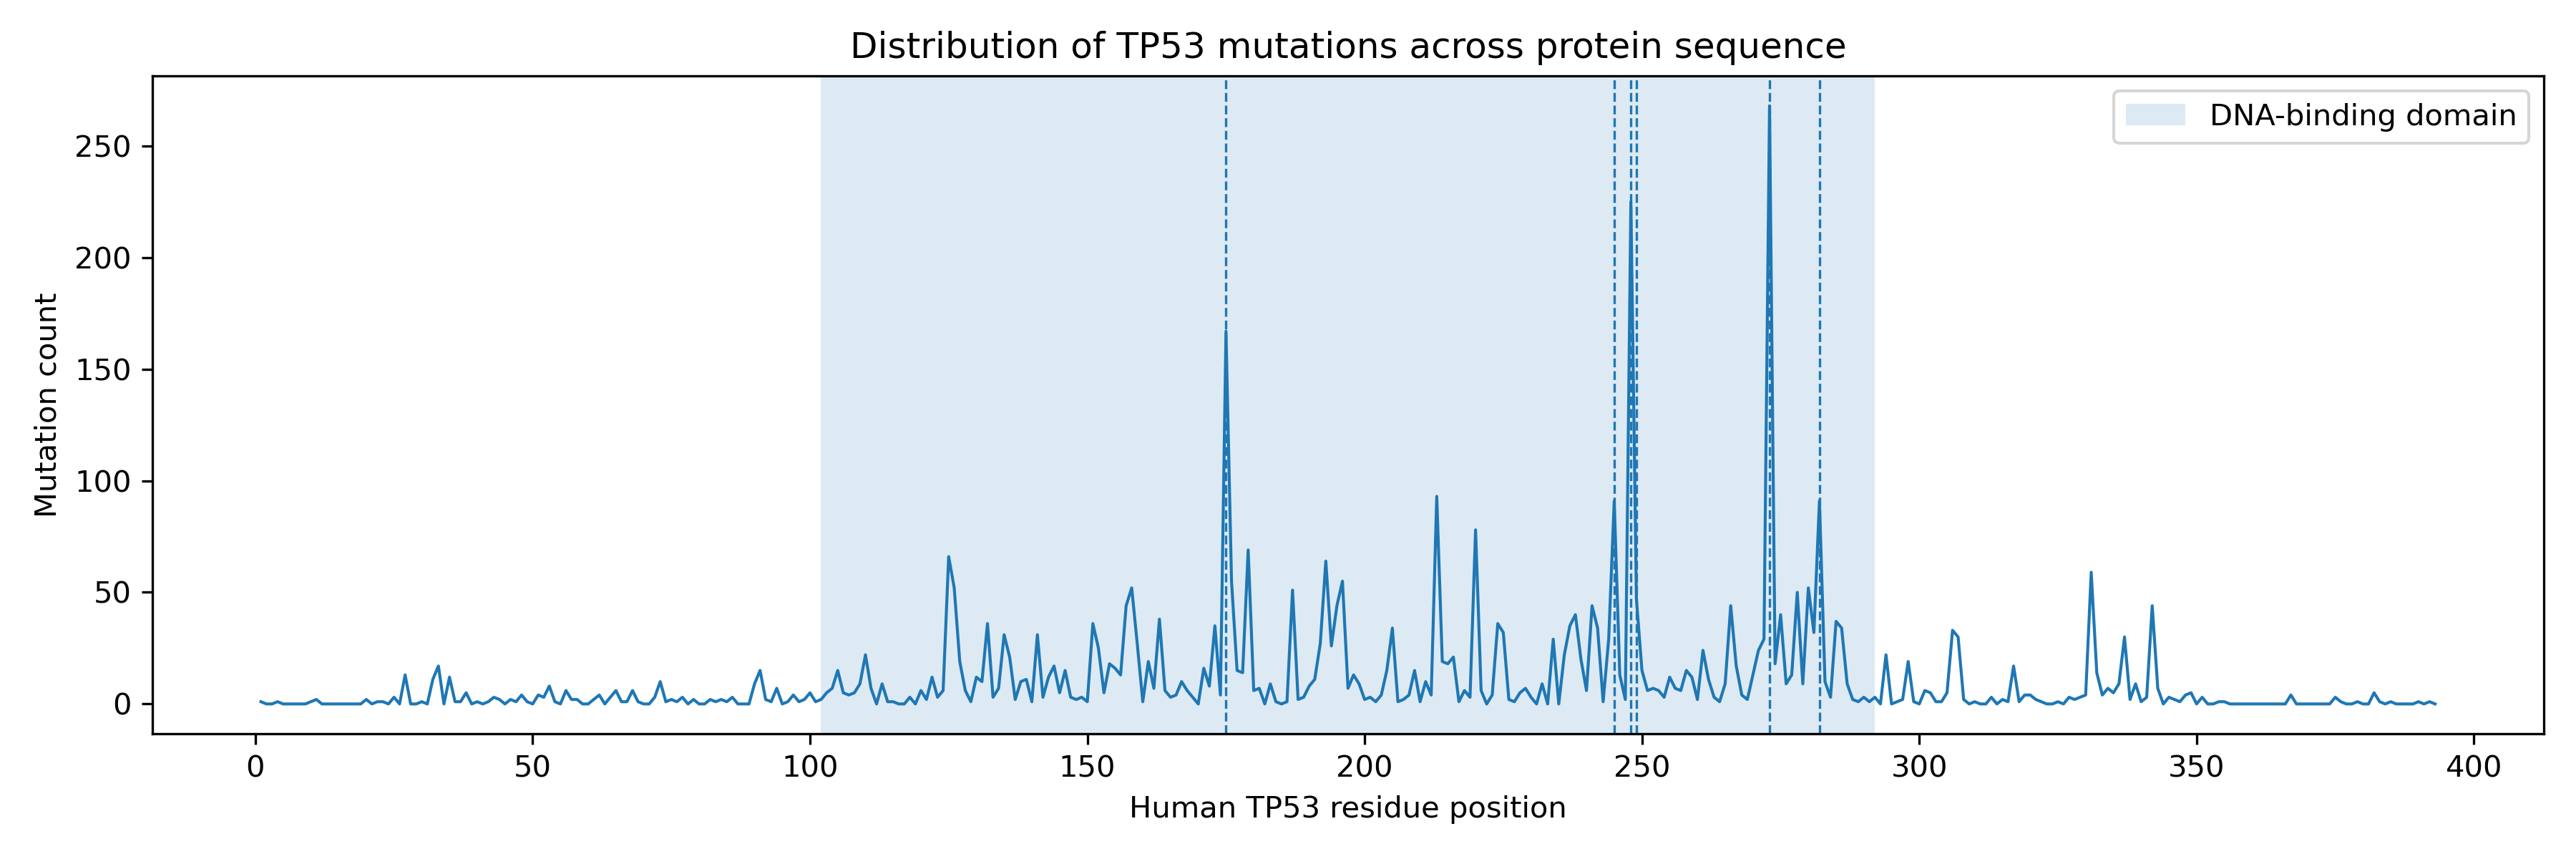 Distribution of TP53 mutations across protein sequence
DNA-binding domain
Mutation count
250
200
150
100
50
0
0 50 100 150 200 250 300 350 400
Human TP53 residue position